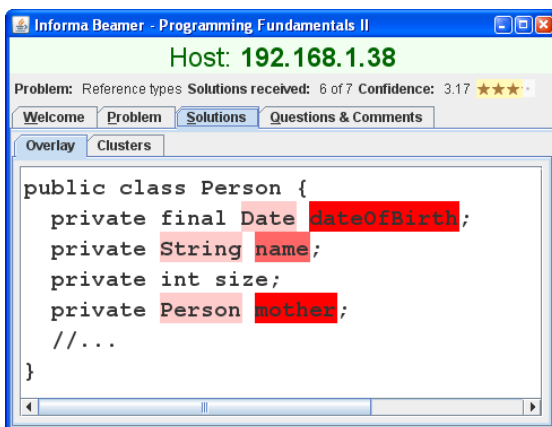 Informa Beamer - Programming Fundamentals II
Host: 192.168.1.38
Problem: Reference types Solutions received: 6 of 7 Confidence: 3.17
Welcome Problem Solutions Questions & Comments
Overlay Clusters
public class Person {
private final Date dateOfBirth;
private String name;
private int size;
private Person mother;
//...
}